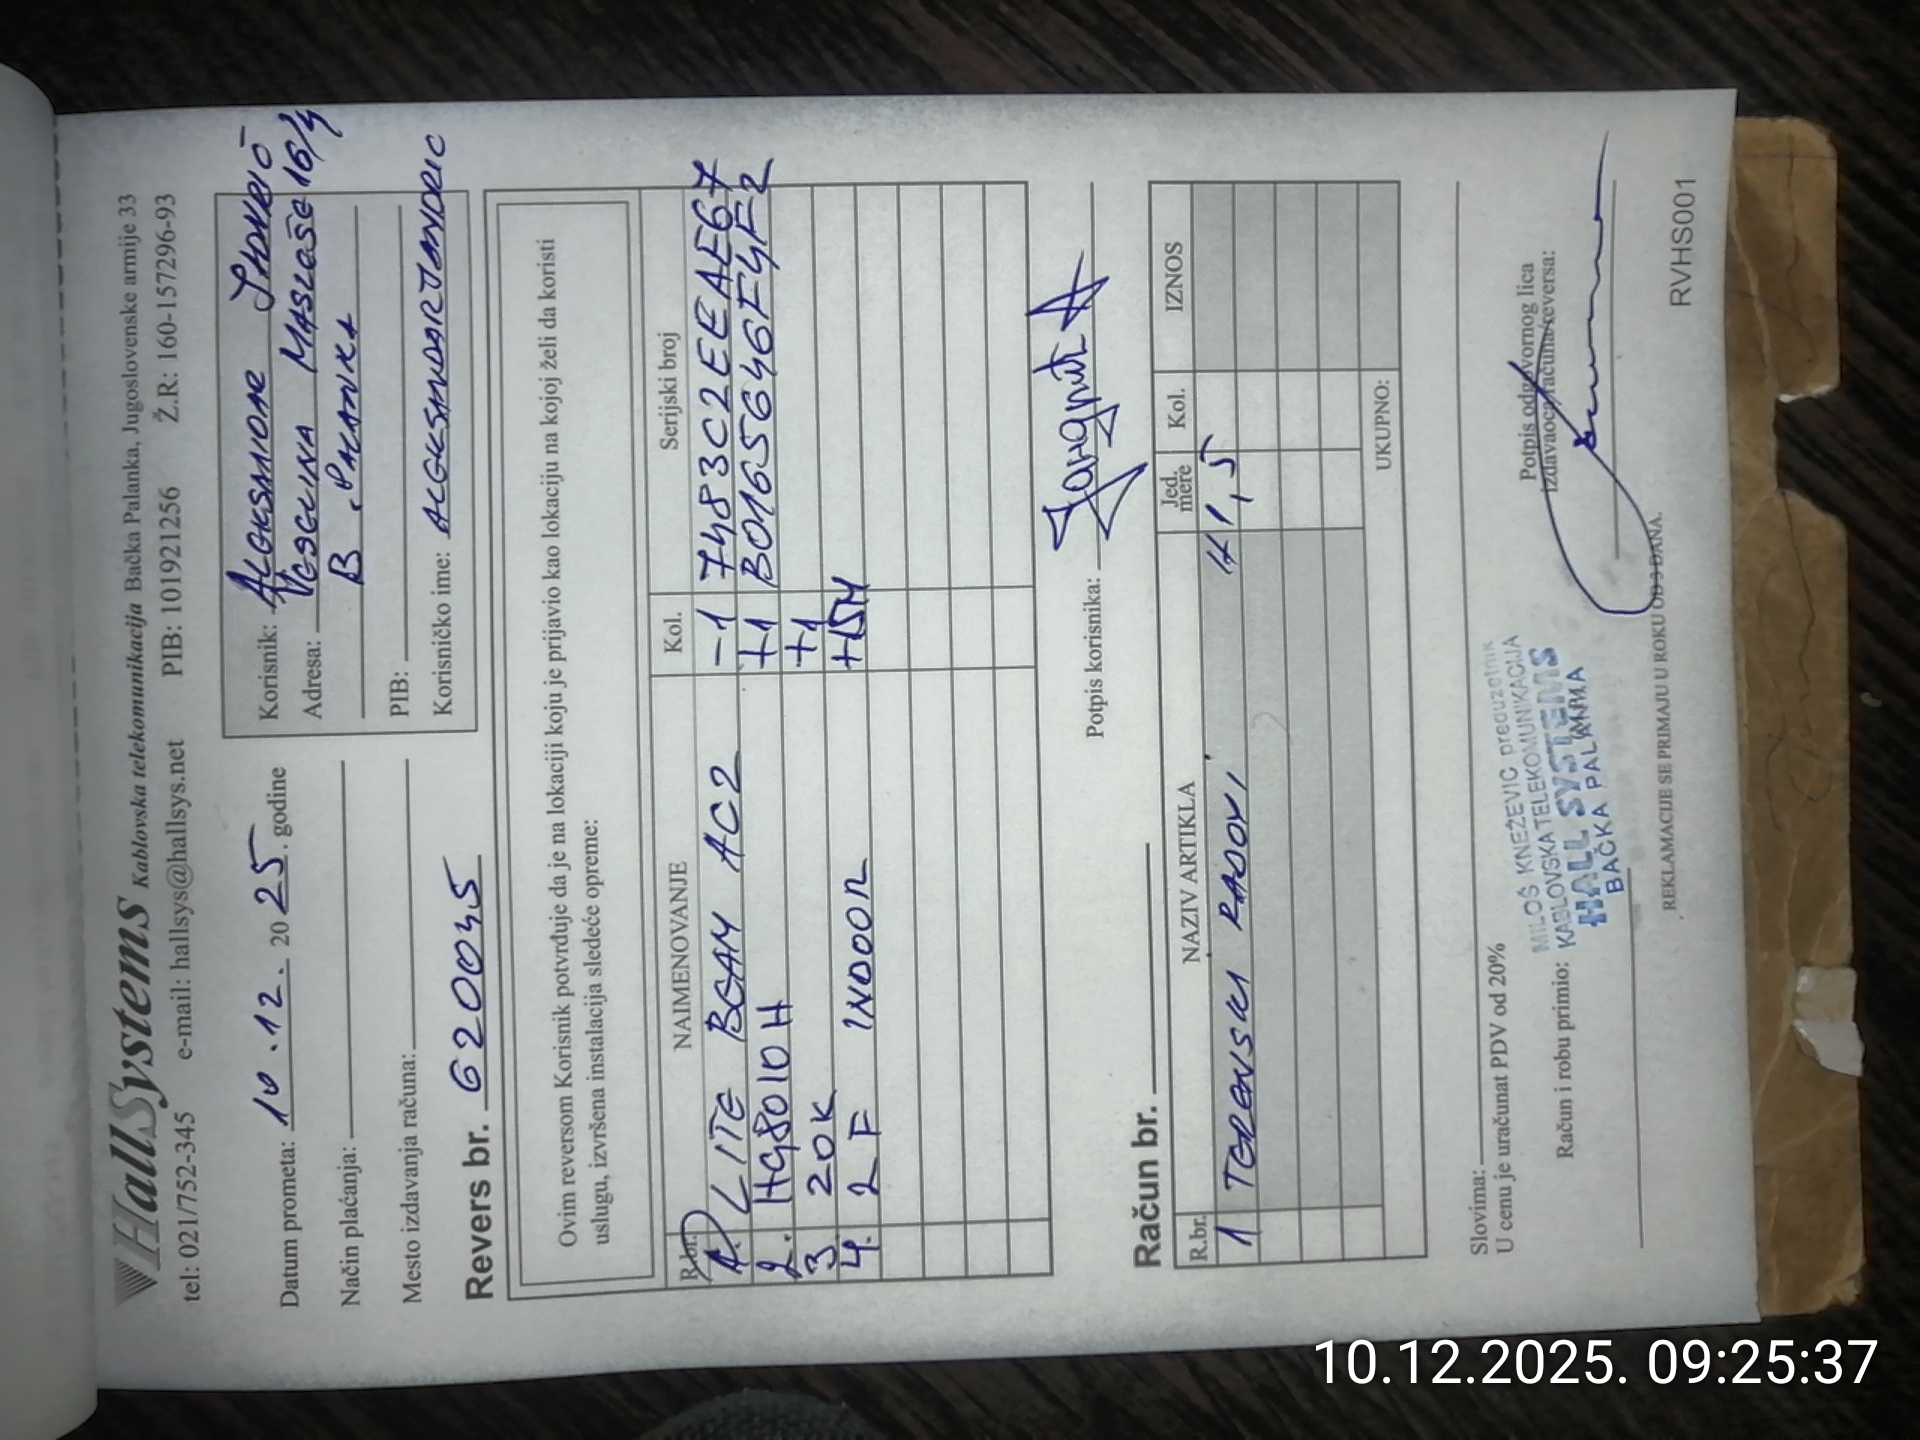 HallSystems Kablovska telekomunikacija Bačka Palanka, Jugoslovenske armije 33
tel: 021/752-345 e-mail: hallsys@hallsys.net PIB: 101921256 Ž.R: 160-157296-93
Datum prometa: 10.12. 2025. godine
Način plaćanja:
Mesto izdavanja računa:
Korisnik: ALEKSANDAR
Adresa: VESELINA MASLEŠE 16/4
B. PALANKA
PIB:
Korisničko ime:
Revers br. 620045
Ovim reversom Korisnik potvrđuje da je na lokaciji koju je prijavio kao lokaciju na kojoj želi da koristi
uslugu, izvršena instalacija sledeće opreme:
R.br. NAIMENOVANJE Kol. Serijski broj
1. LITE BEAM AC2 -1 7483C2EEAE67
2. HG8010H +1 B0165646F4F2
3 20K +1
4. 2F INDOOR +15M
Potpis korisnika:
Račun br.
R.br. NAZIV ARTIKLA Jed. mere Kol. IZNOS
1 TERENSKI RADOVI H 1,5
UKUPNO:
Slovima:
U cenu je uračunat PDV od 20%
Račun i robu primio:
MILOŠ KNEŽEVIĆ preduzetnik
KABLOVSKA TELEKOMUNIKACIJA
HALL SYSTEMS
BAČKA PALANKA
Potpis odgovornog lica
izdavaoca računa/reversa:
REKLAMACIJE SE PRIMAJU U ROKU OD 3 DANA.
RVHS001
10.12.2025. 09:25:37